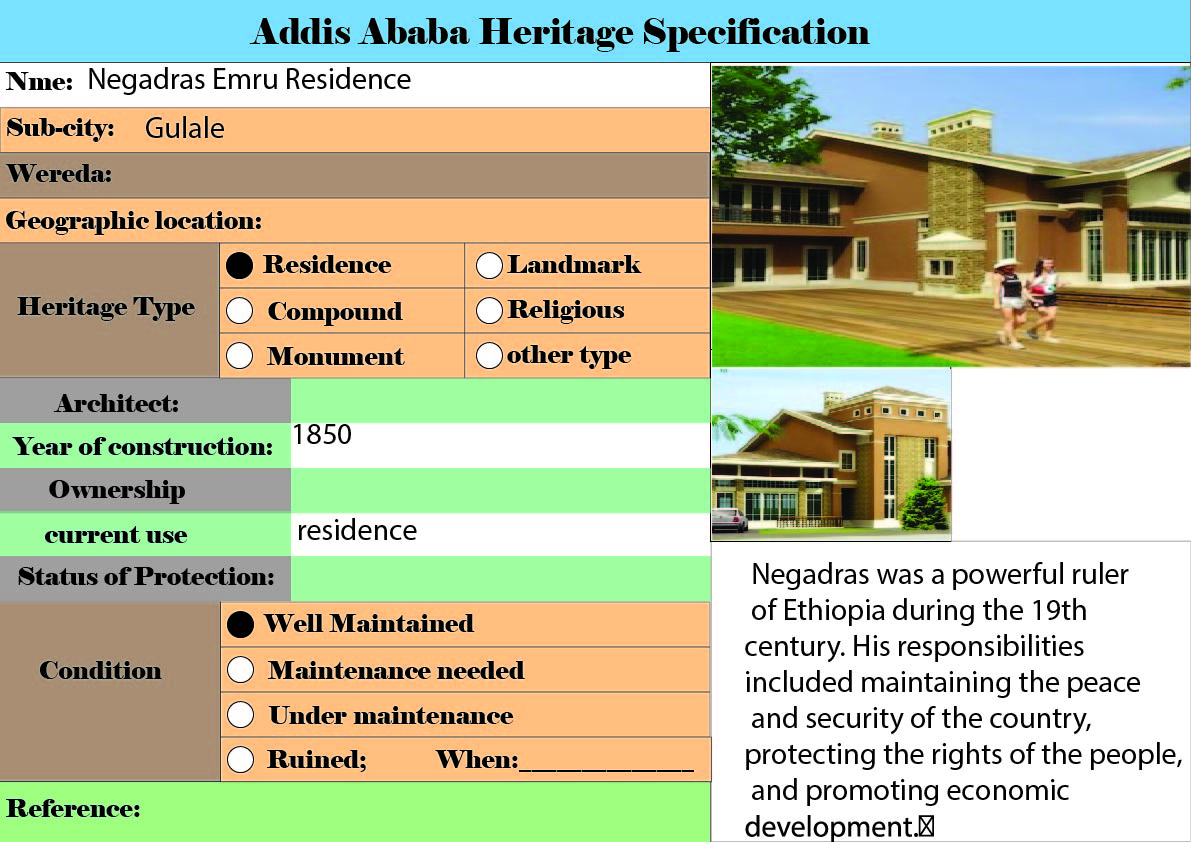 Addis Ababa Heritage Specification
Nme: Negadras Emru Residence
Sub-city: Gulale
Wereda:
Geographic location:
Heritage Type
Residence
Landmark
Compound
Religious
Monument
other type
Architect:
Year of construction: 1850
Ownership
current use residence
Status of Protection:
Condition
Well Maintained
Maintenance needed
Under maintenance
Ruined; When:______________
Reference:
Negadras was a powerful ruler
of Ethiopia during the 19th
century. His responsibilities
included maintaining the peace
and security of the country,
protecting the rights of the people,
and promoting economic
development.